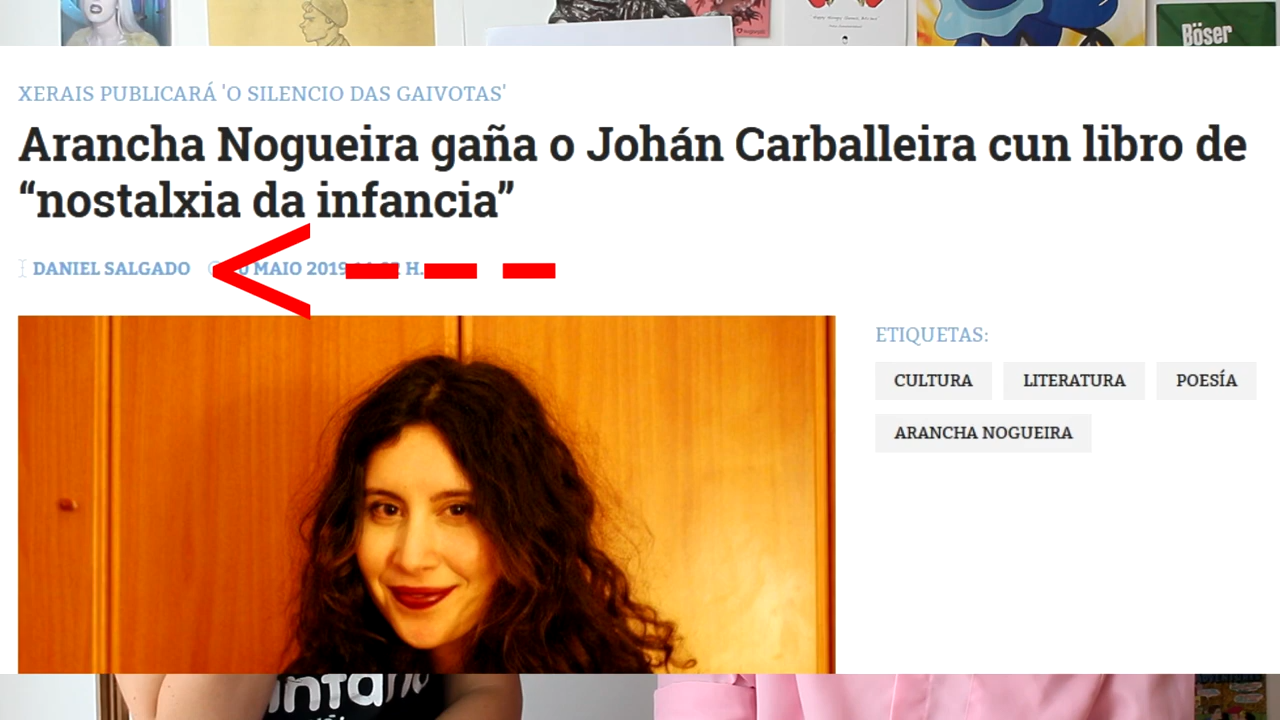 Böser
XERAIS PUBLICARÁ 'O SILENCIO DAS GAIVOTAS'
Arancha Nogueira gaña o Johán Carballeira cun libro de
“nostalxia da infancia”
DANIEL SALGADO
MAIO 2019 H.
ETIQUETAS:
CULTURA
LITERATURA
POESÍA
ARANCHA NOGUEIRA